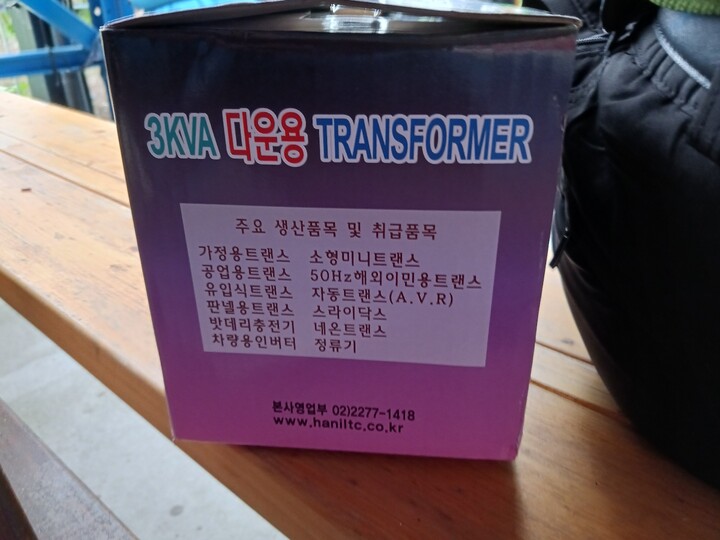 3KVA 다운용 TRANSFORMER
주요 생산품목 및 취급품목
가정용트랜스 소형미니트랜스
공업용트랜스 50Hz해외이민용트랜스
유입식트랜스 자동트랜스(A.V.R)
판넬용트랜스 스라이닥스
밧데리충전기 네온트랜스
차량용인버터 정류기
본사영업부 02)2277-1418
www.haniltc.co.kr